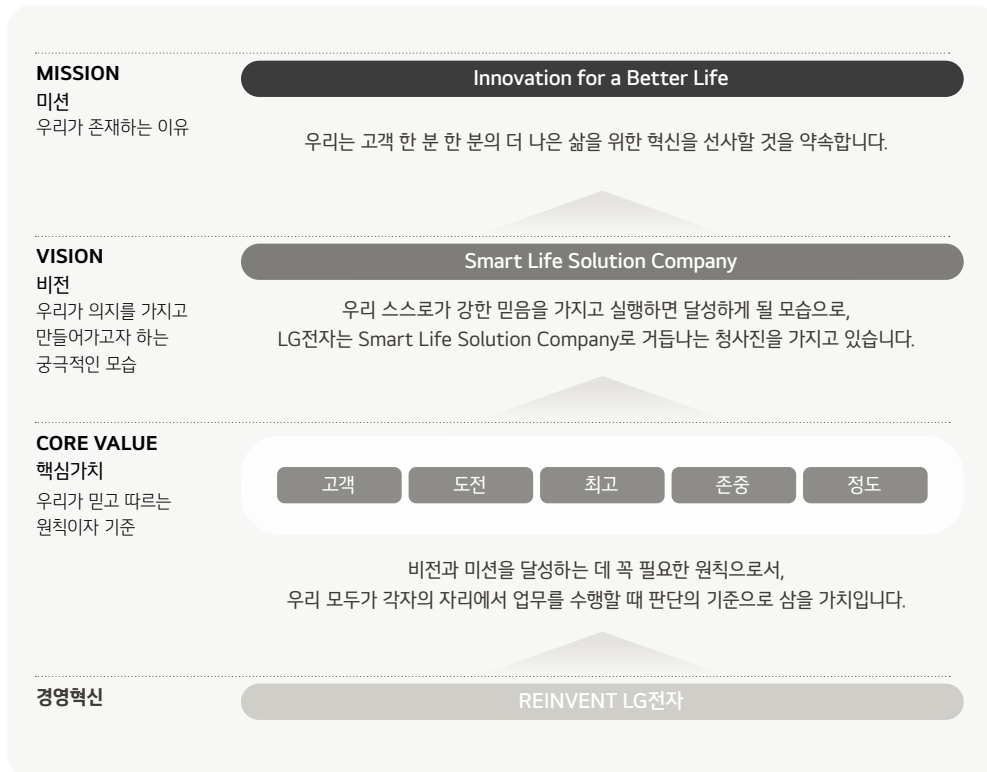 MISSION
미션
우리가 존재하는 이유
Innovation for a Better Life
우리는 고객 한 분 한 분의 더 나은 삶을 위한 혁신을 선사할 것을 약속합니다.
VISION
비전
우리가 의지를 가지고
만들어가고자 하는
궁극적인 모습
Smart Life Solution Company
우리 스스로가 강한 믿음을 가지고 실행하면 달성하게 될 모습으로,
LG전자는 Smart Life Solution Company로 거듭나는 청사진을 가지고 있습니다.
CORE VALUE
핵심가치
우리가 믿고 따르는
원칙이자 기준
고객 도전 최고 존중 정도
비전과 미션을 달성하는 데 꼭 필요한 원칙으로서,
우리 모두가 각자의 자리에서 업무를 수행할 때 판단의 기준으로 삼을 가치입니다.
경영혁신
REINVENT LG전자